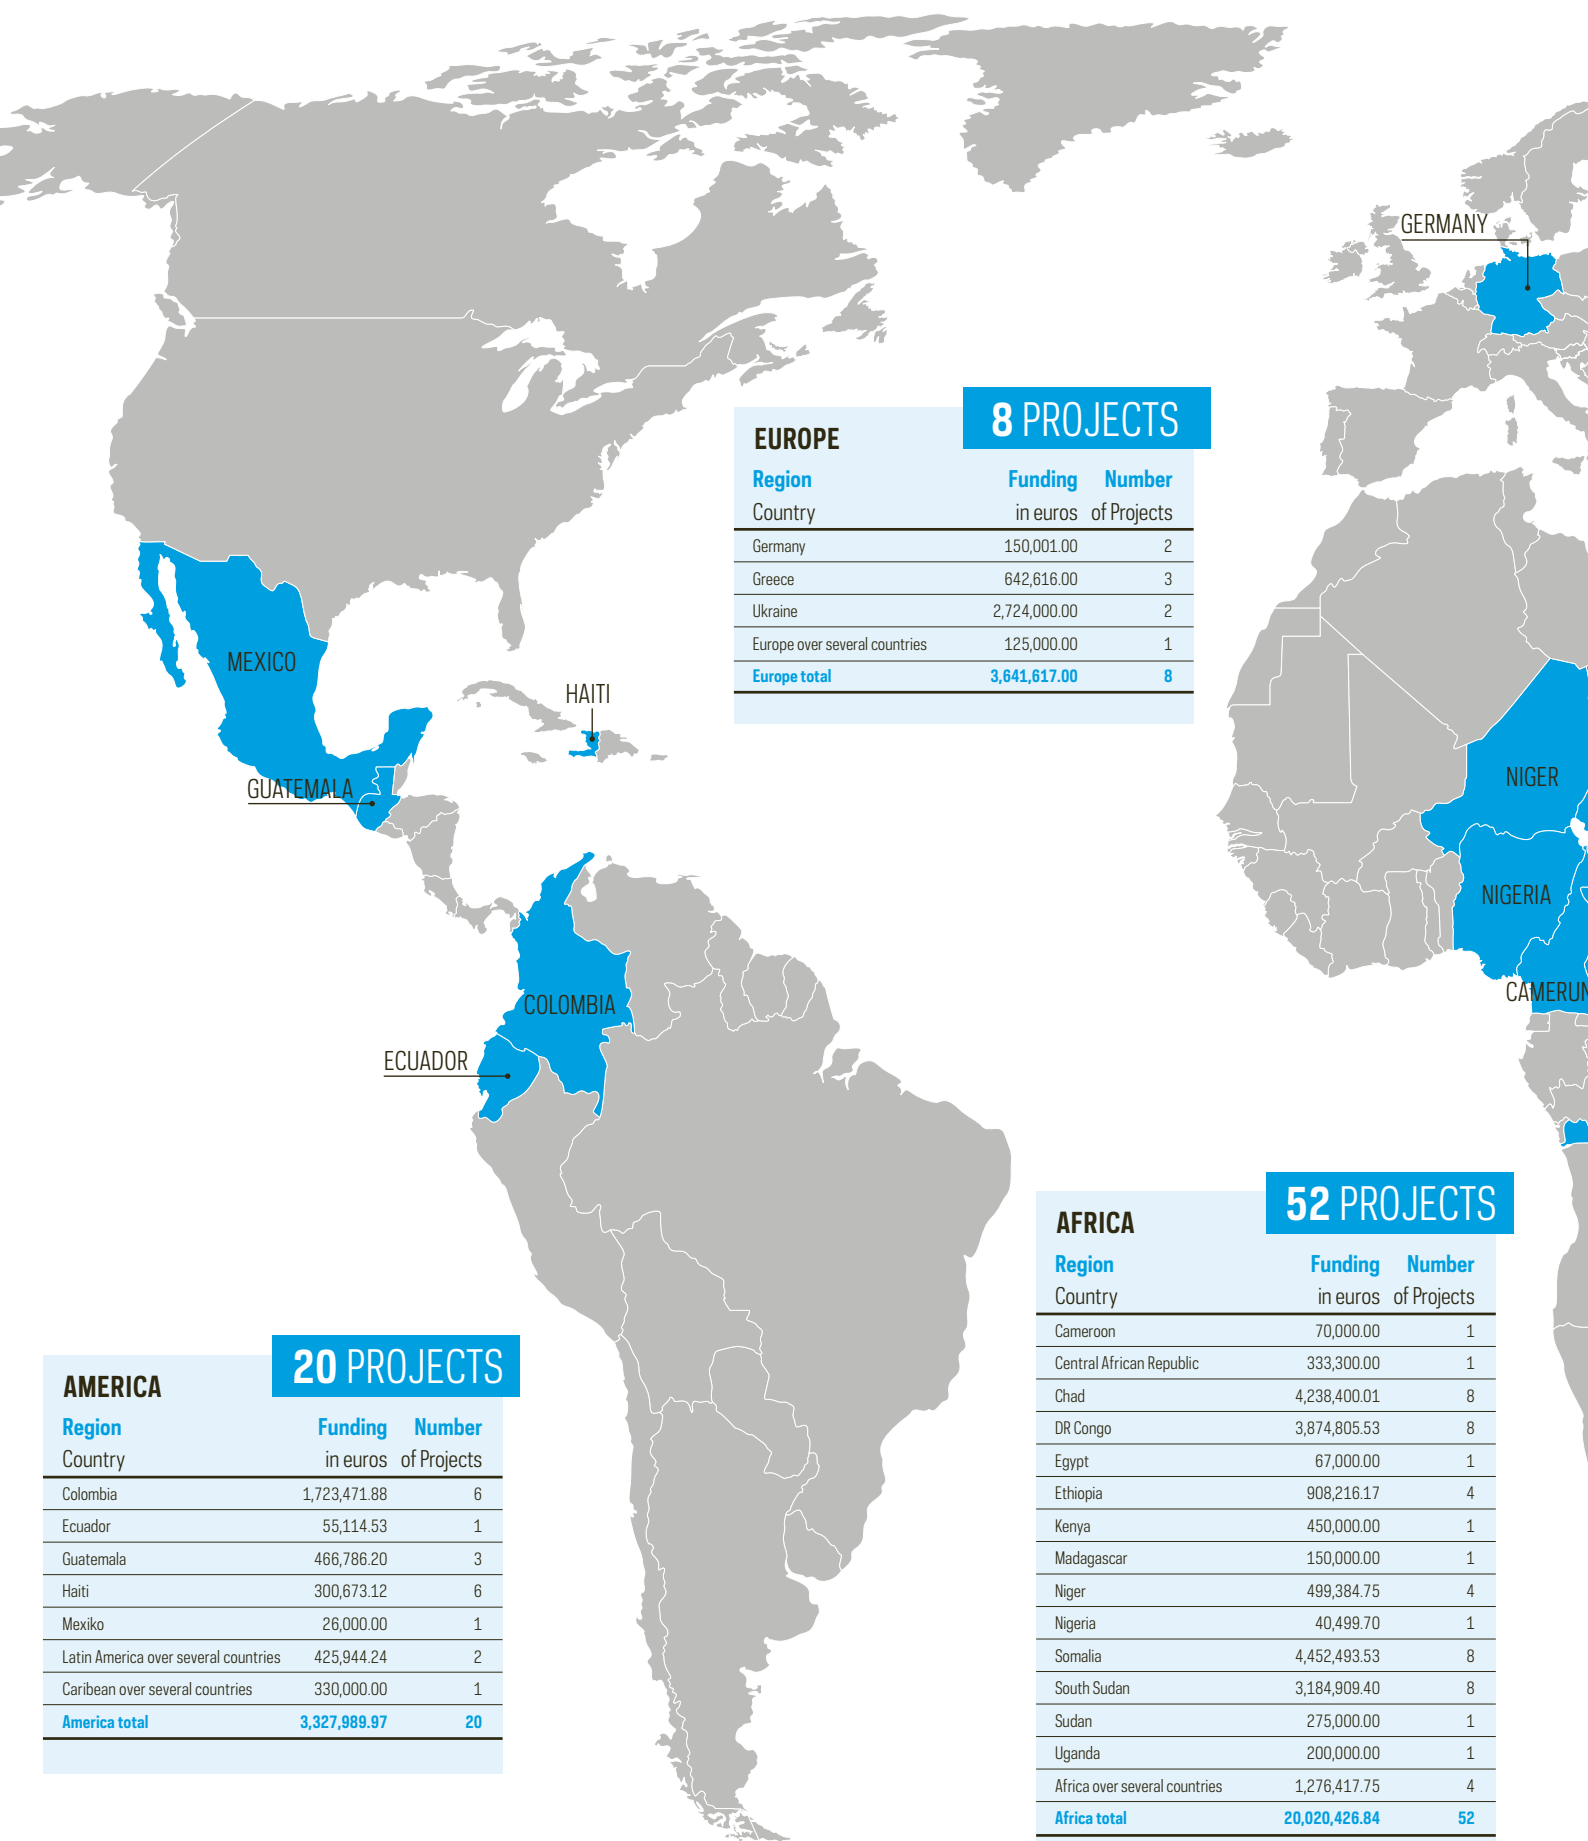 GERMANY
8 PROJECTS
EUROPE
Region Funding Number
Country in euros of Projects
Germany 150,001.00 2
Greece 642,616.00 3
Ukraine 2,724,000.00 2
Europe over several countries 125,000.00 1
Europe total 3,641,617.00 8
MEXICO
HAITI
GUATEMALA
NIGER
NIGERIA
CAMERUN
COLOMBIA
ECUADOR
52 PROJECTS
AFRICA
Region Funding Number
Country in euros of Projects
Cameroon 70,000.00 1
Central African Republic 333,300.00 1
Chad 4,238,400.01 8
DR Congo 3,874,805.53 8
Egypt 67,000.00 1
Ethiopia 908,216.17 4
Kenya 450,000.00 1
Madagascar 150,000.00 1
Niger 499,384.75 4
Nigeria 40,499.70 1
Somalia 4,452,493.53 8
South Sudan 3,184,909.40 8
Sudan 275,000.00 1
Uganda 200,000.00 1
Africa over several countries 1,276,417.75 4
Africa total 20,020,426.84 52
20 PROJECTS
AMERICA
Region Funding Number
Country in euros of Projects
Colombia 1,723,471.88 6
Ecuador 55,114.53 1
Guatemala 466,786.20 3
Haiti 300,673.12 6
Mexiko 26,000.00 1
Latin America over several countries 425,944.24 2
Caribean over several countries 330,000.00 1
America total 3,327,989.97 20